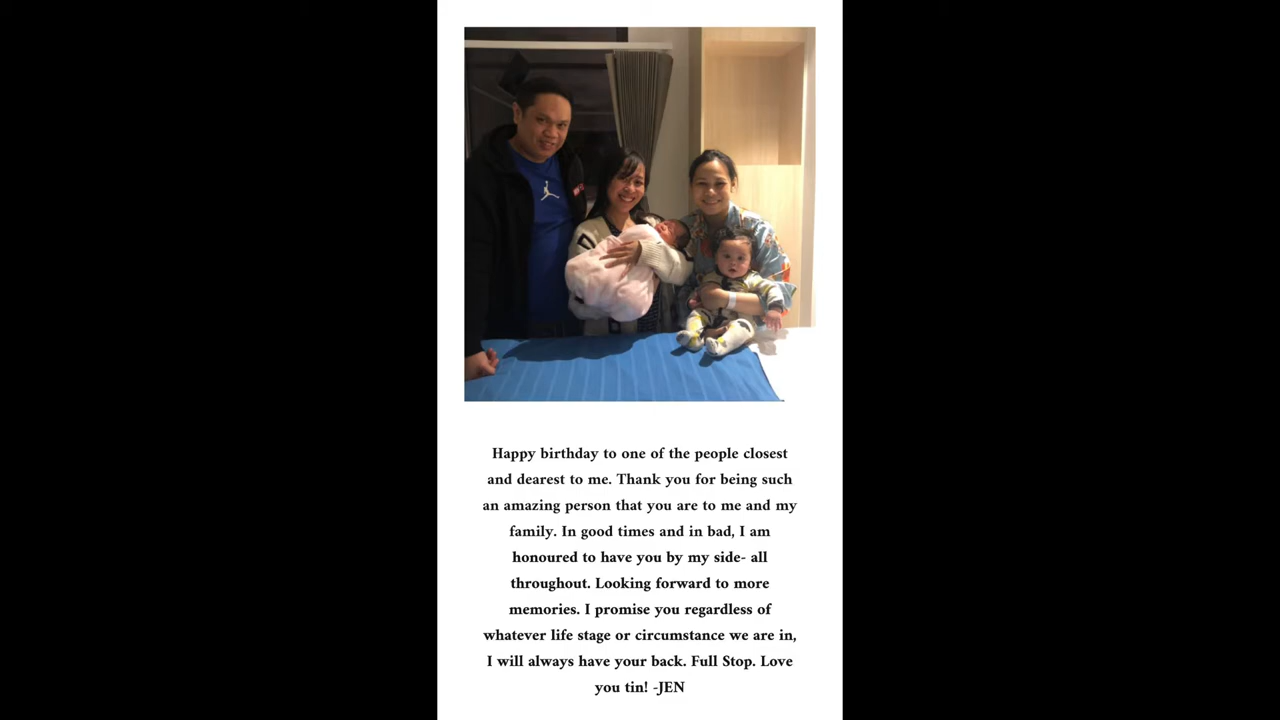 Happy birthday to one of the people closest
and dearest to me. Thank you for being such
an amazing person that you are to me and my
family. In good times and in bad, I am
honoured to have you by my side- all
throughout. Looking forward to more
memories. I promise you regardless of
whatever life stage or circumstance we are in,
I will always have your back. Full Stop. Love
you tin! -JEN